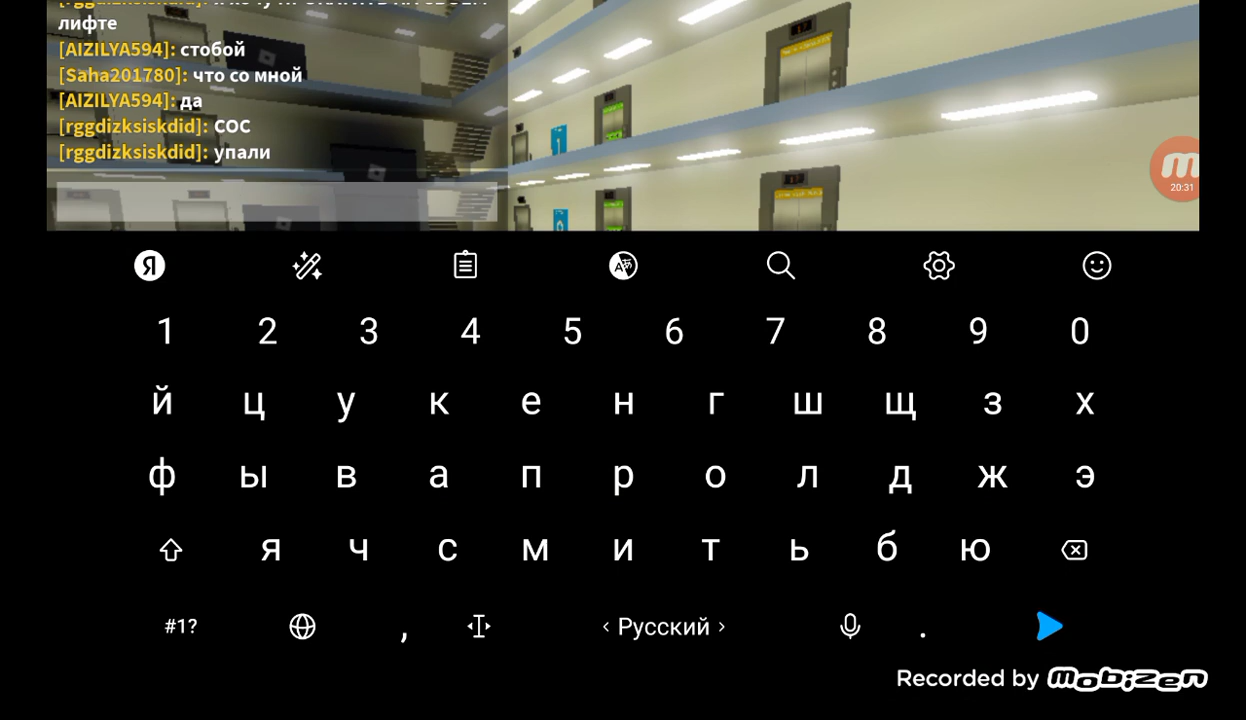 лифте
[AIZILYA594]: стобой
[Saha201780]: что со мной
[AIZILYA594]: да
[rggdizksiskdid]: СОС
[rggdizksiskdid]: упали
20:31
Я
1 2 3 4 5 6 7 8 9 0
й ц у к е н г ш щ з х
ф ы в а п р о л д ж э
я ч с м и т ь б ю
#1? , ‹ Русский › .
Recorded by mobizen